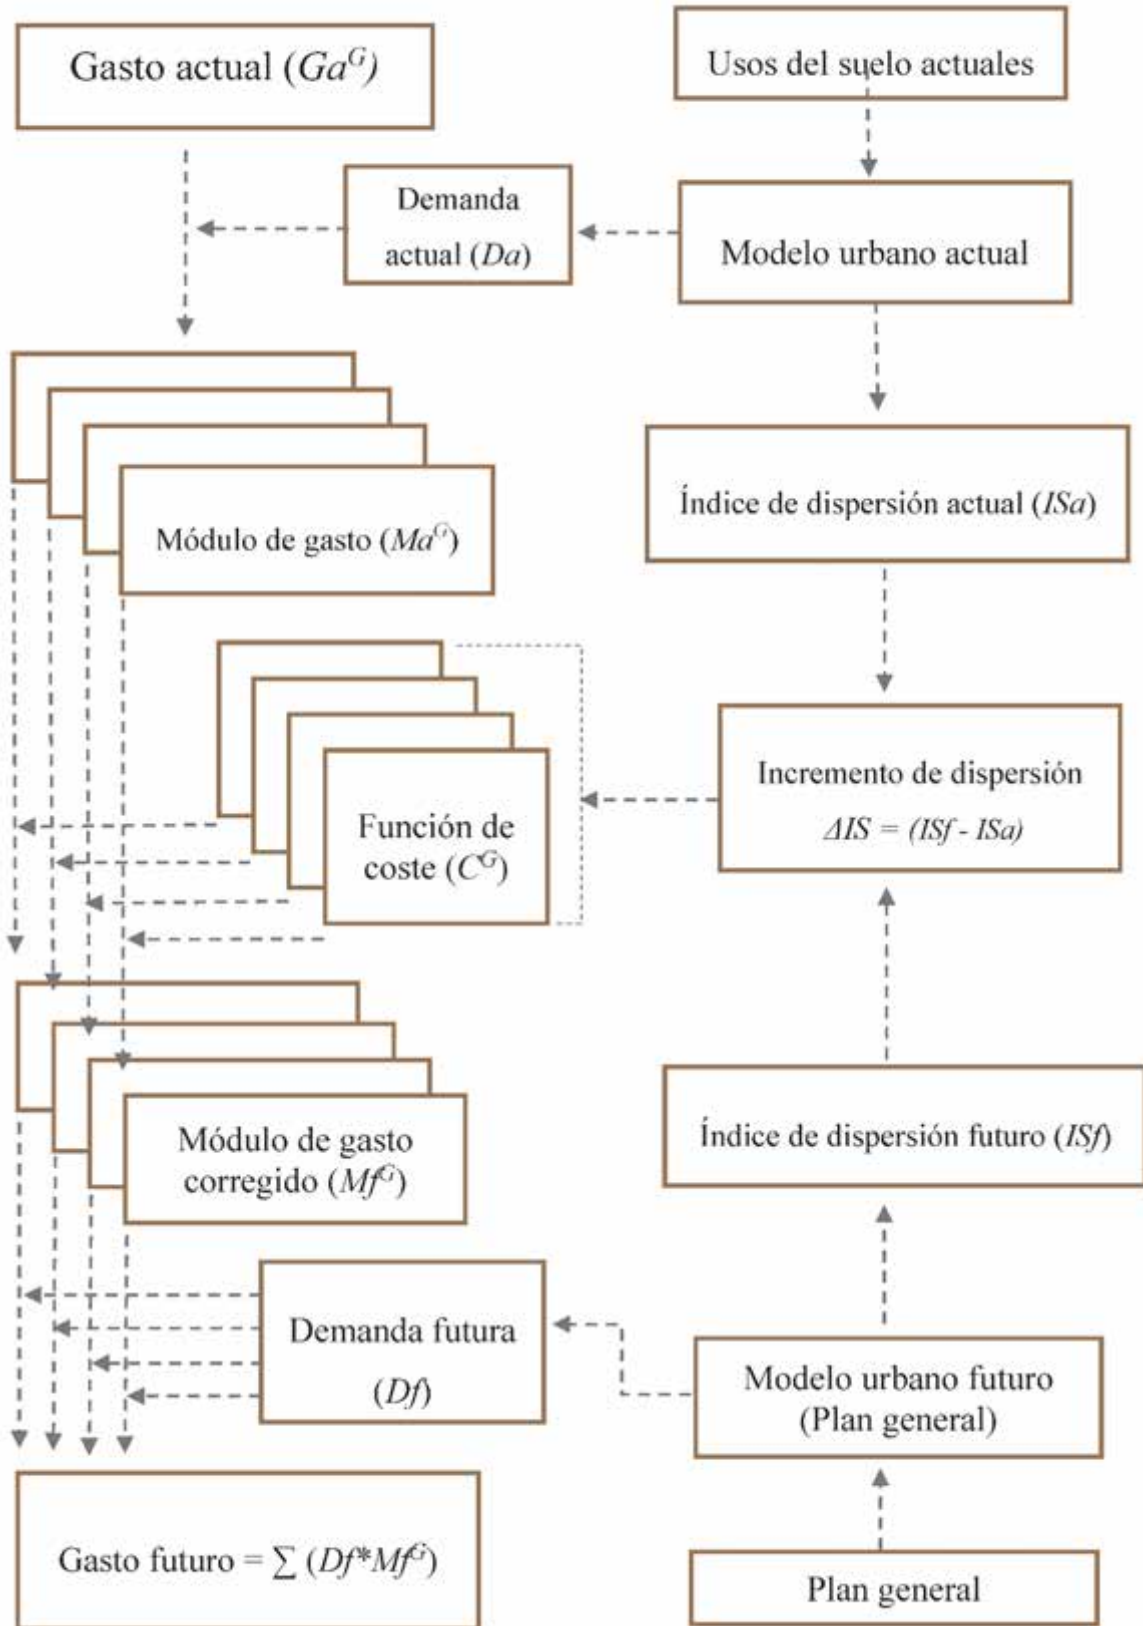 Gasto actual (Ga^G)
Usos del suelo actuales
Demanda
actual (Da)
Modelo urbano actual
Módulo de gasto (Ma^G)
Índice de dispersión actual (ISa)
Función de
coste (C^G)
Incremento de dispersión
ΔIS = (ISf - ISa)
Módulo de gasto
corregido (Mf^G)
Índice de dispersión futuro (ISf)
Demanda futura
(Df)
Modelo urbano futuro
(Plan general)
Gasto futuro = ∑ (Df*Mf^G)
Plan general